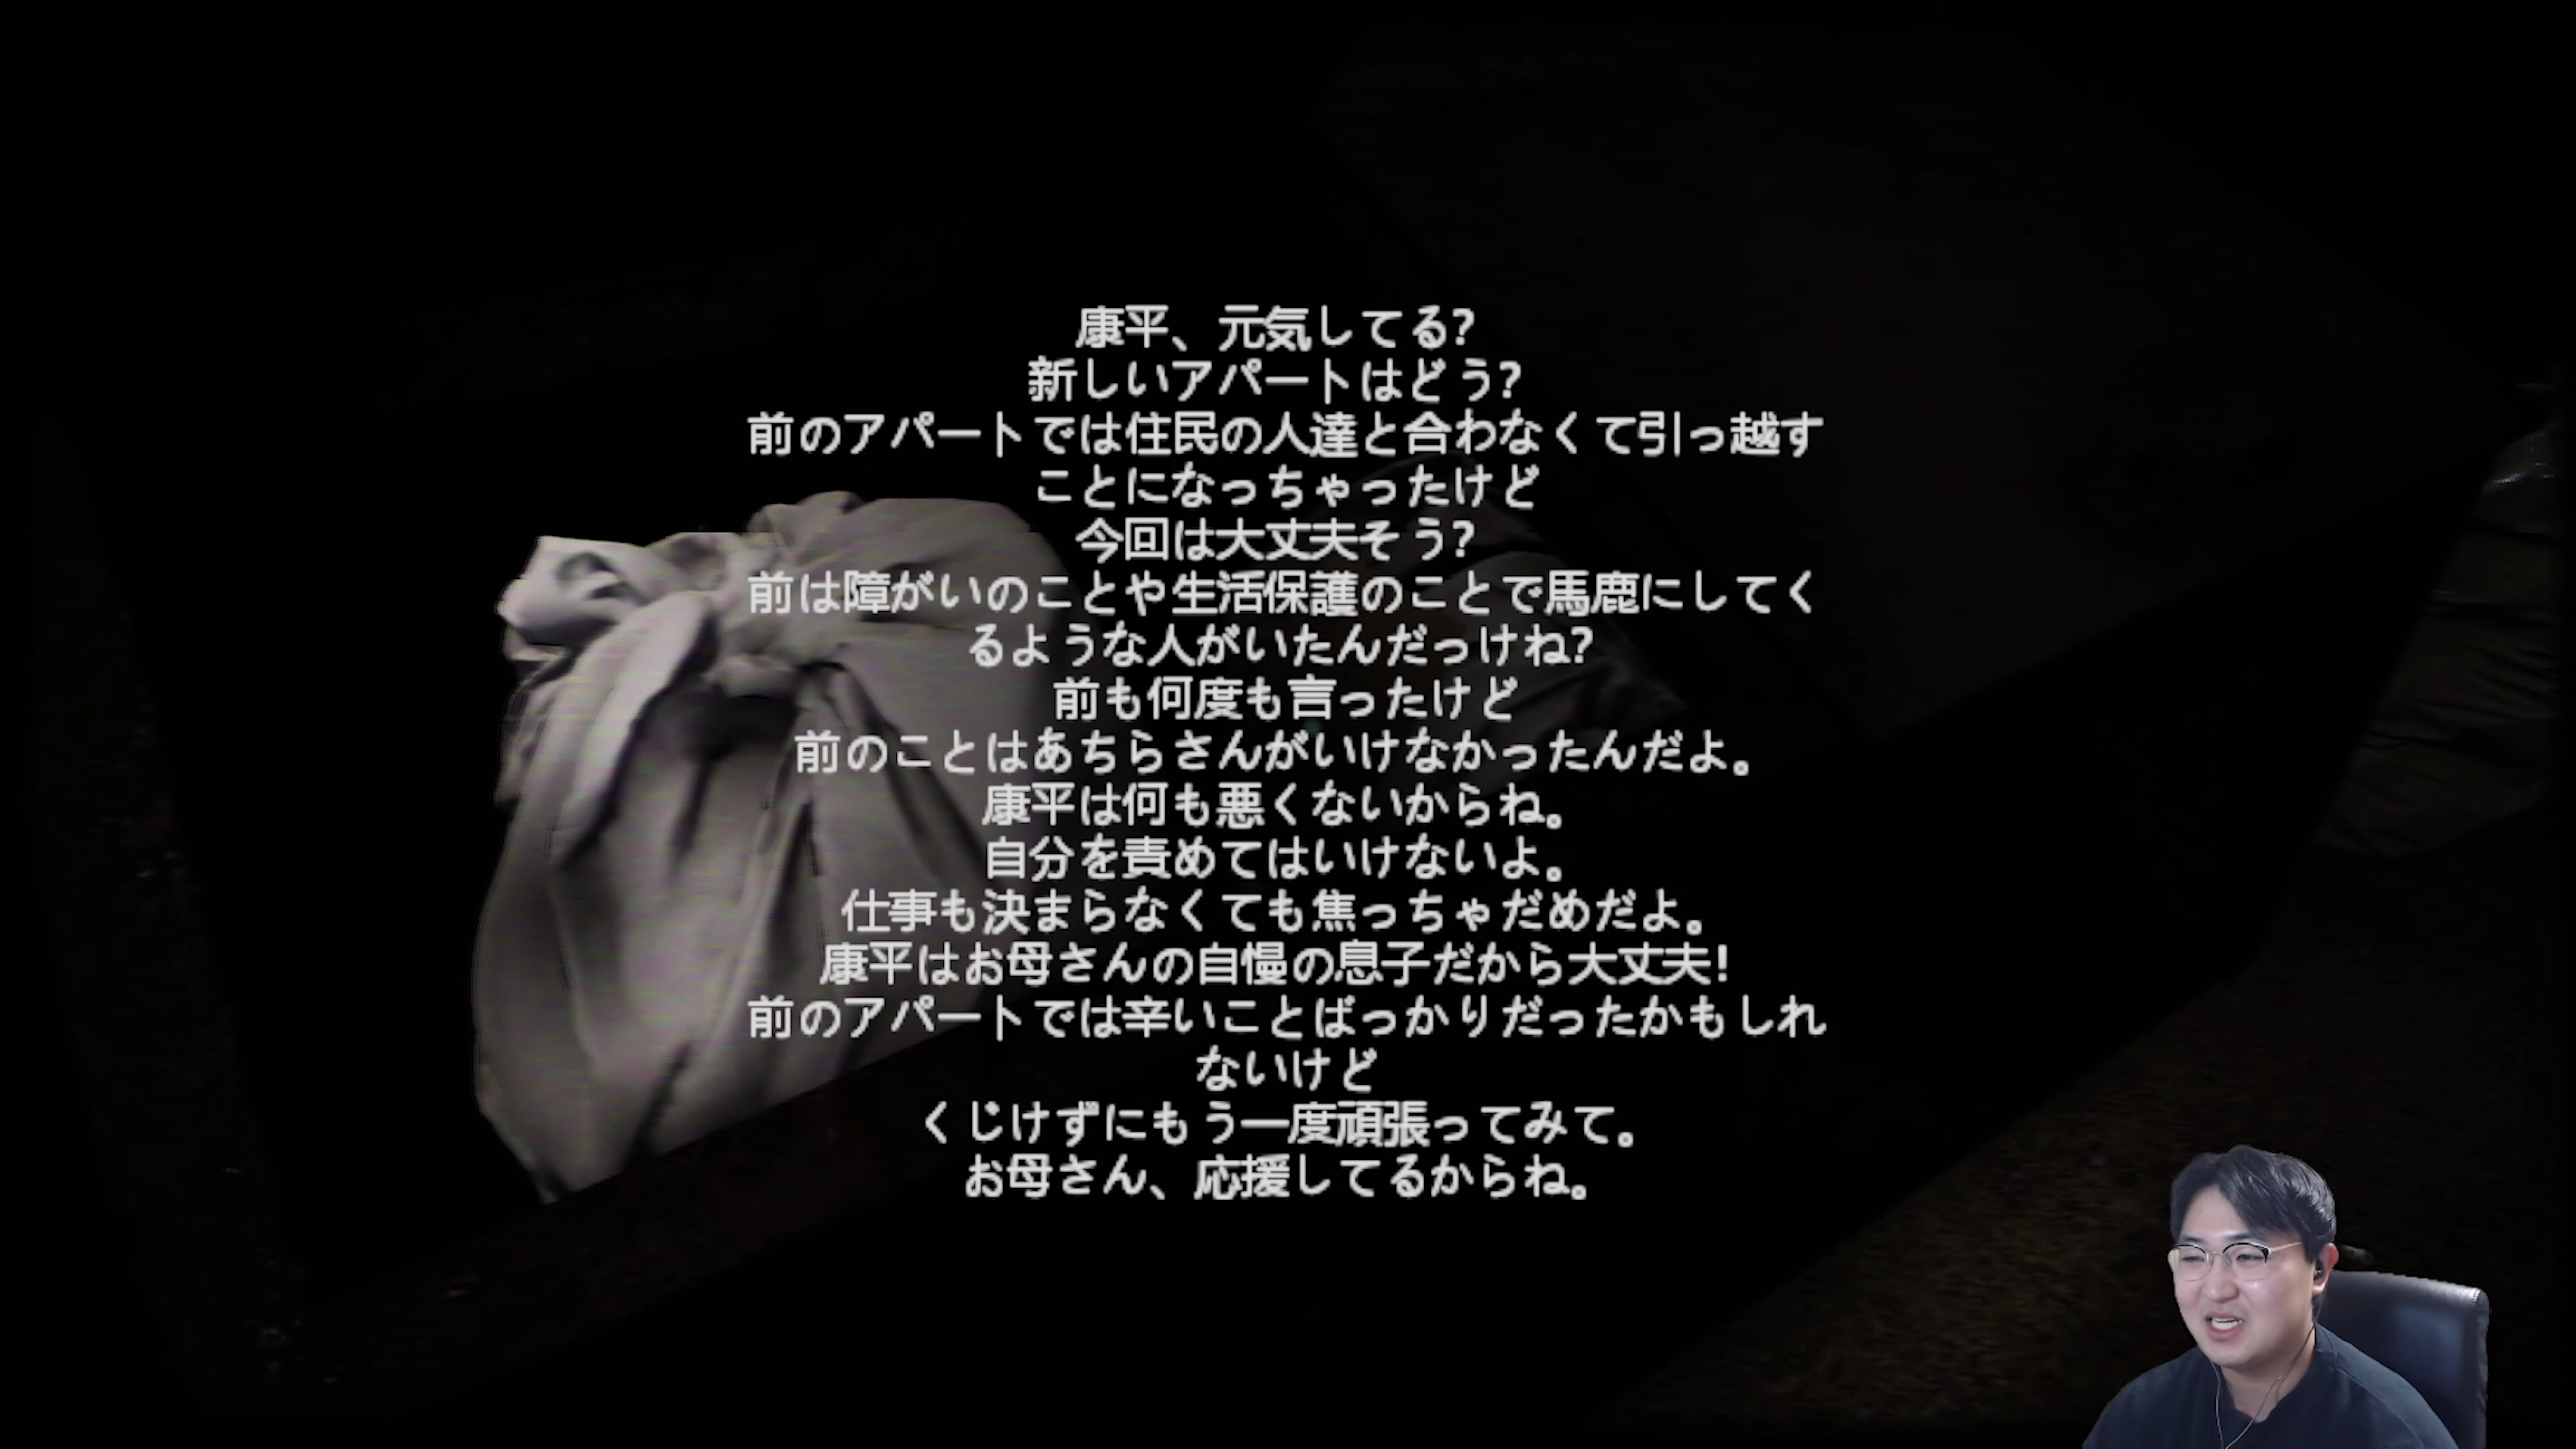 康平、元気してる?
新しいアパートはどう?
前のアパートでは住民の人達と合わなくて引っ越す
ことになっちゃったけど
今回は大丈夫そう?
前は障がいのことや生活保護のことで馬鹿にしてく
るような人がいたんだっけね?
前も何度も言ったけど
前のことはあちらさんがいけなかったんだよ。
康平は何も悪くないからね。
自分を責めてはいけないよ。
仕事も決まらなくても焦っちゃだめだよ。
康平はお母さんの自慢の息子だから大丈夫!
前のアパートでは辛いことばっかりだったかもしれ
ないけど
くじけずにもう一度頑張ってみて。
お母さん、応援してるからね。